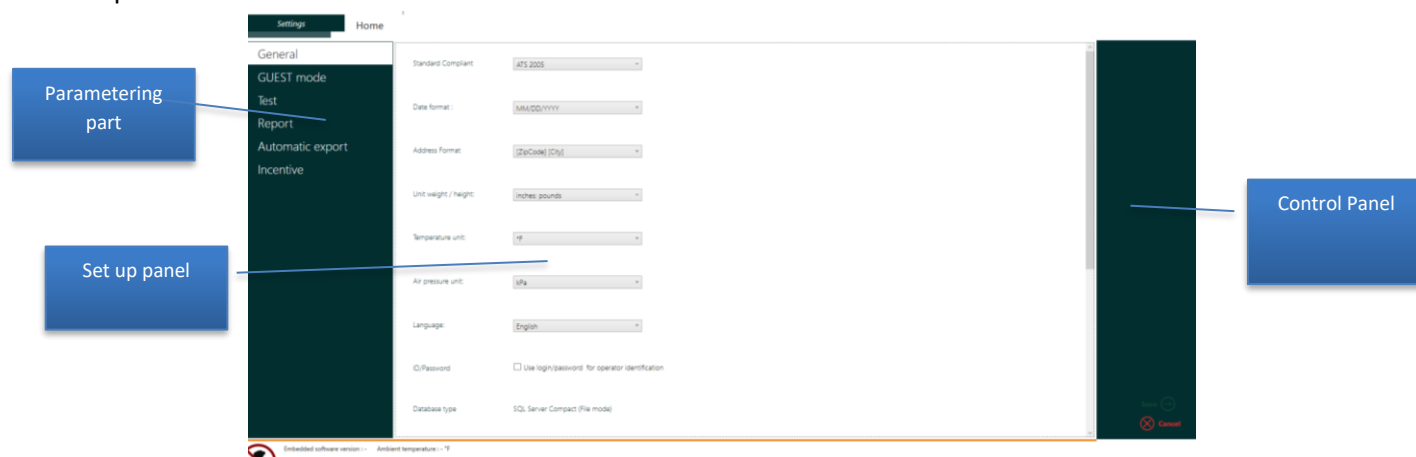 Settings
Home
General
GUEST mode
Test
Report
Automatic export
Incentive
Parametering
part
Set up panel
Control Panel
Standard Compliant ATS 2005
Date format : MM/DD/YYYY
Address Format [ZipCode] [City]
Unit weight / height: inches: pounds
Temperature unit: °F
Air pressure unit: kPa
Language: English
ID/Password Use login/password for operator identification
Database type SQL Server Compact (File mode)
Save
Cancel
Embedded software version : - Ambient temperature : - °F